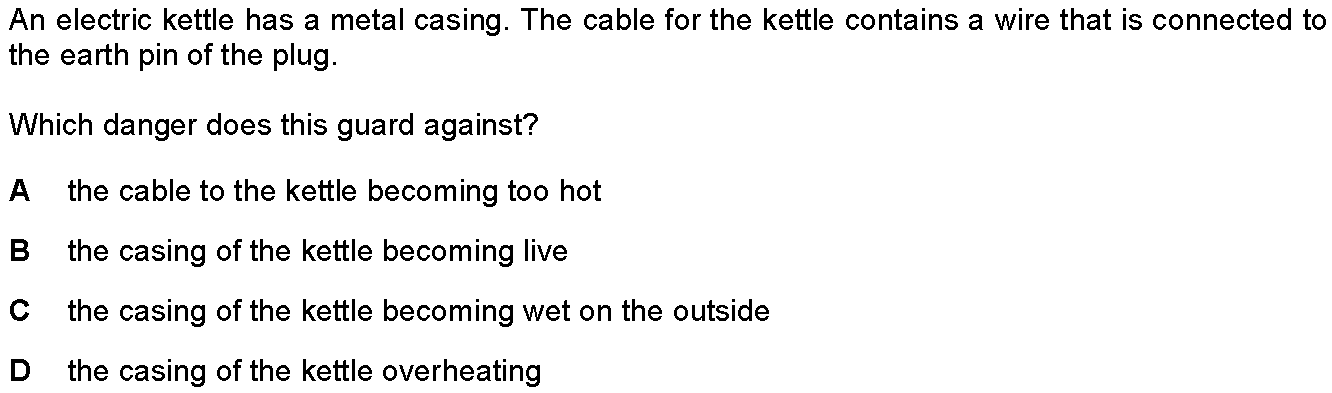 An electric kettle has a metal casing. The cable for the kettle contains a wire that is connected to
the earth pin of the plug.
Which danger does this guard against?
A the cable to the kettle becoming too hot
B the casing of the kettle becoming live
C the casing of the kettle becoming wet on the outside
D the casing of the kettle overheating